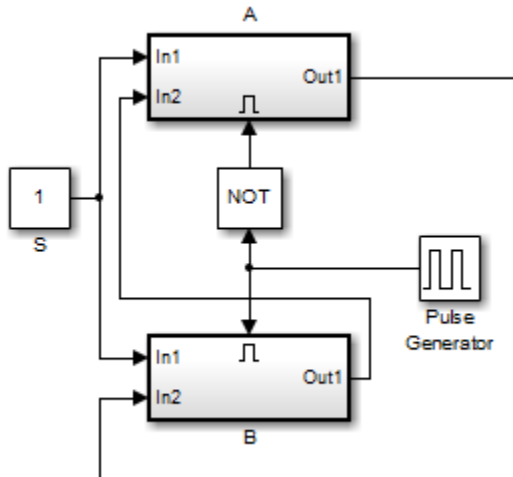 A
In1
In2
Out1
1
S
NOT
Pulse
Generator
In1
In2
Out1
B